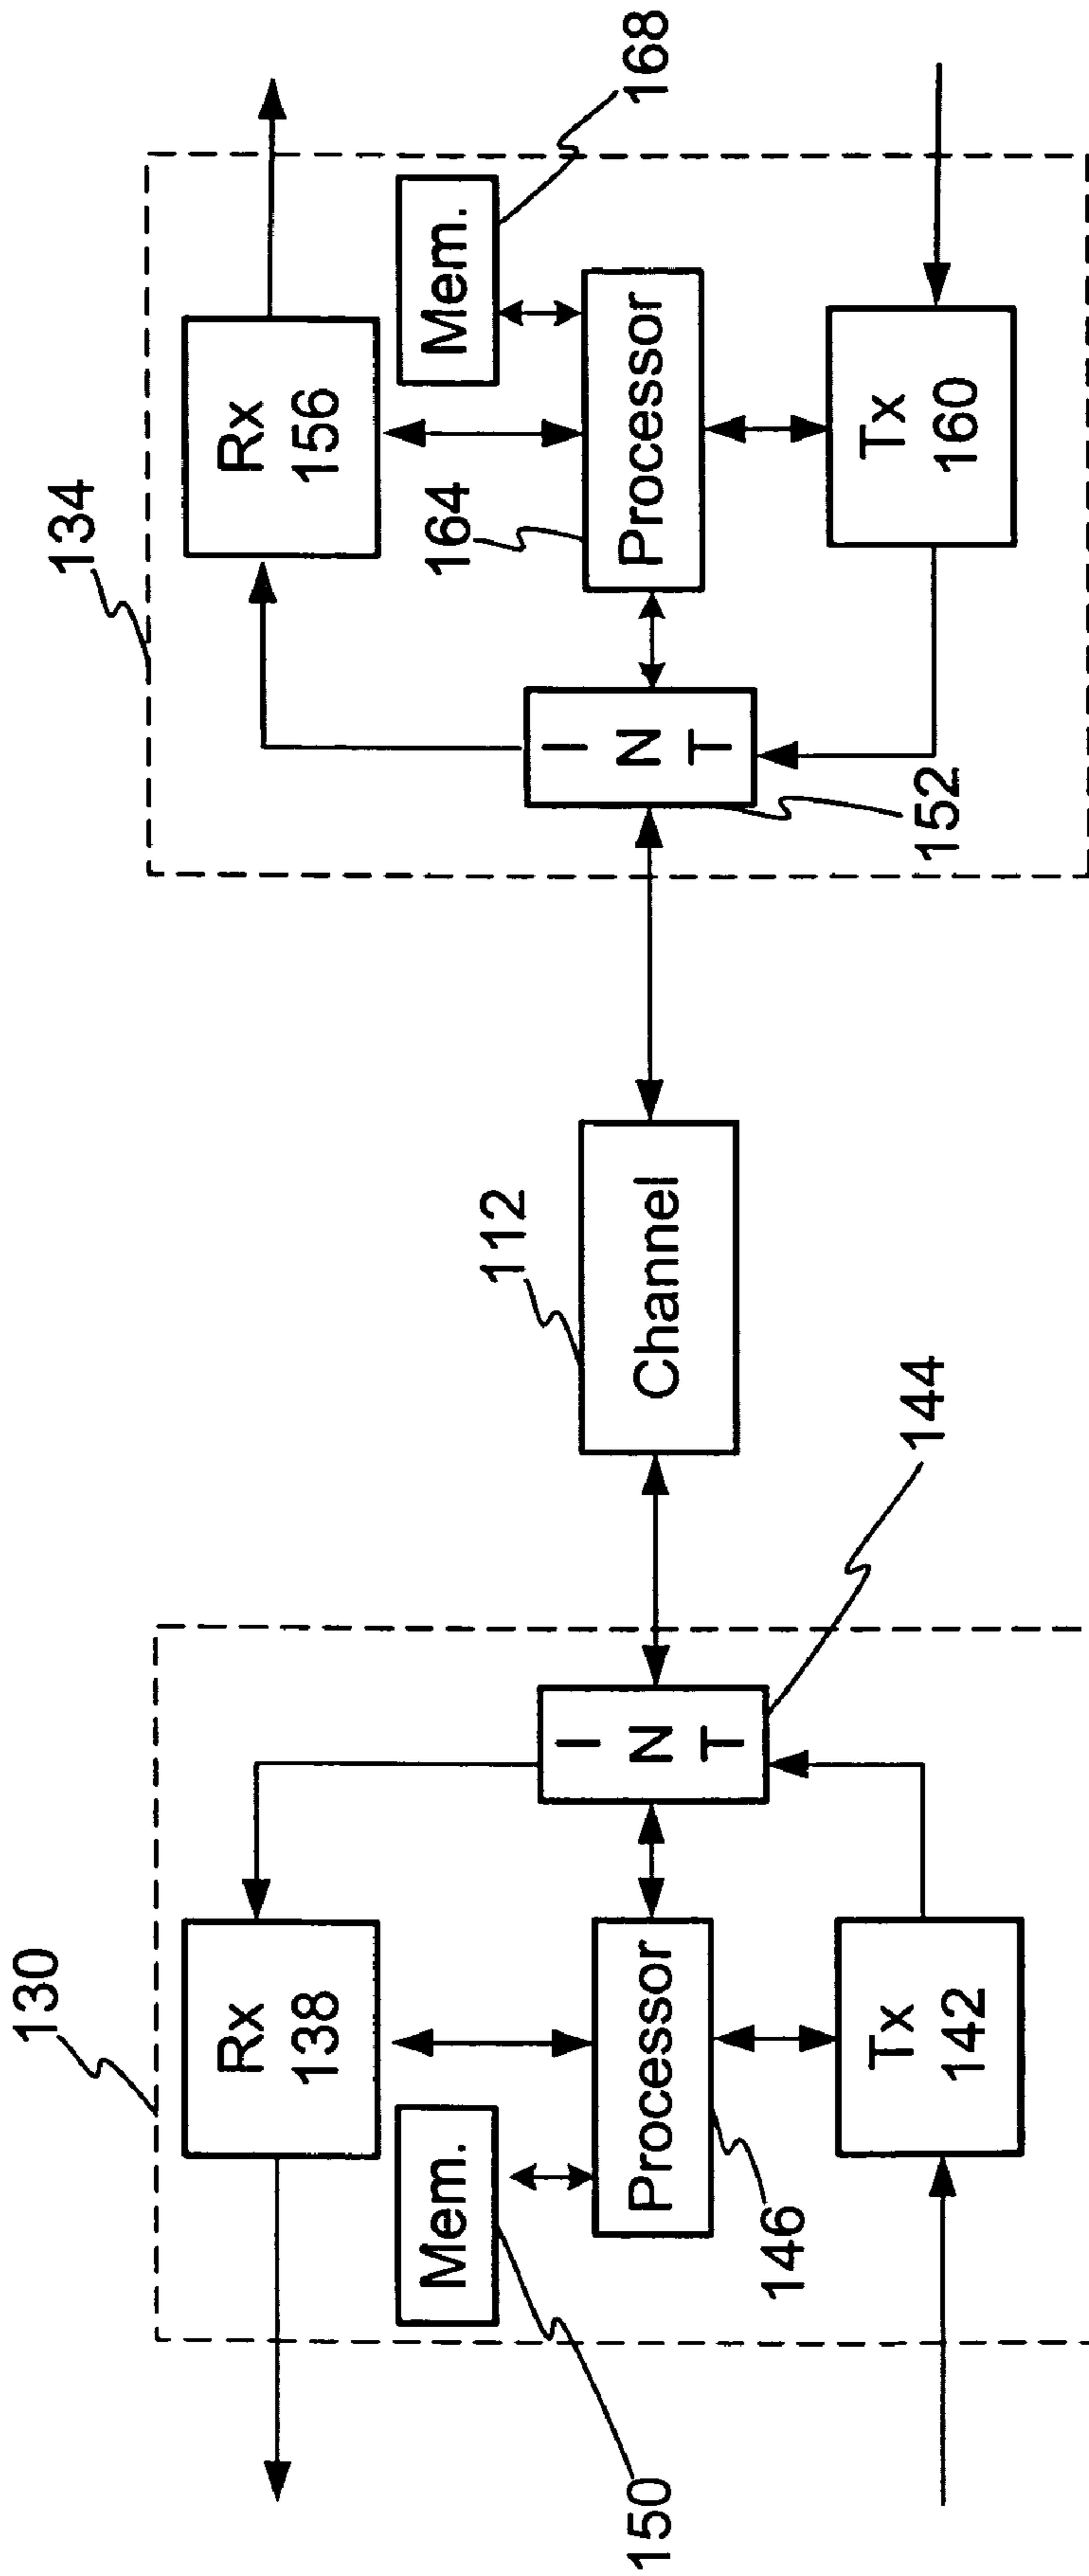 130
134
Rx
138
Rx
156
Mem.
Mem.
168
150
164
112
Processor
I
N
T
Channel
I
N
T
Processor
146
144
152
Tx
142
Tx
160